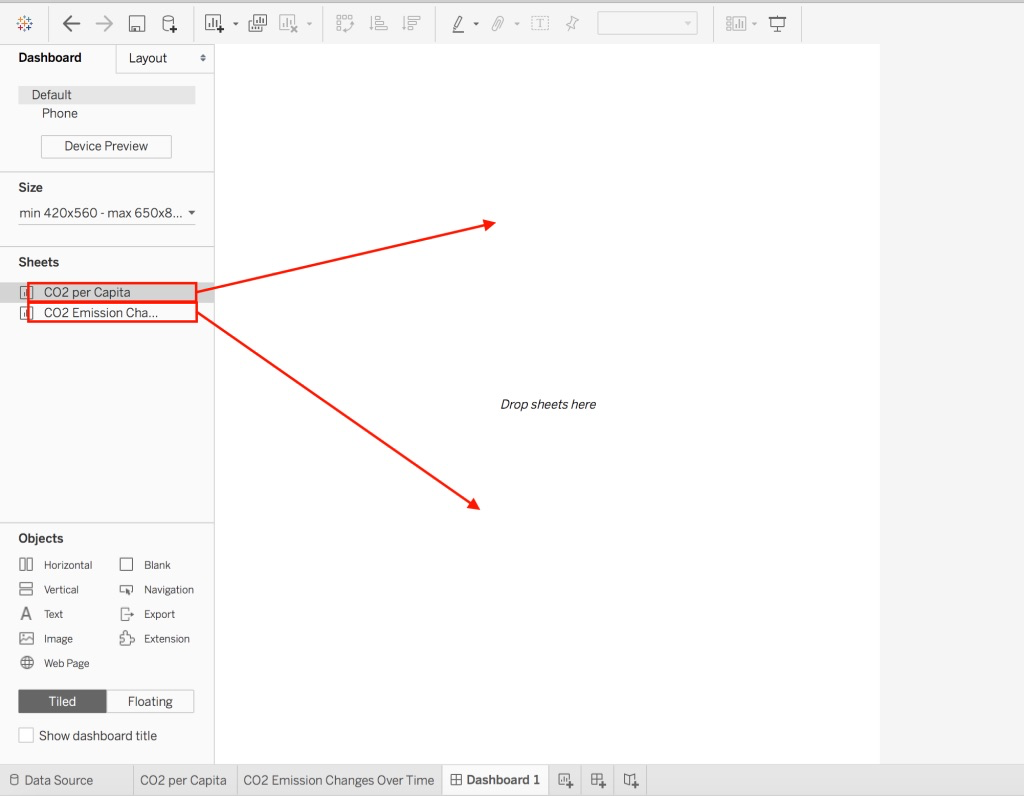 Dashboard
Layout
Default
Phone
Device Preview
Size
min 420x560 - max 650x8...
Sheets
CO2 per Capita
CO2 Emission Cha...
Drop sheets here
Objects
Horizontal
Blank
Vertical
Navigation
A Text
Export
Image
Extension
Web Page
Tiled
Floating
Show dashboard title
T
Data Source
CO2 per Capita
CO2 Emission Changes Over Time
Dashboard 1